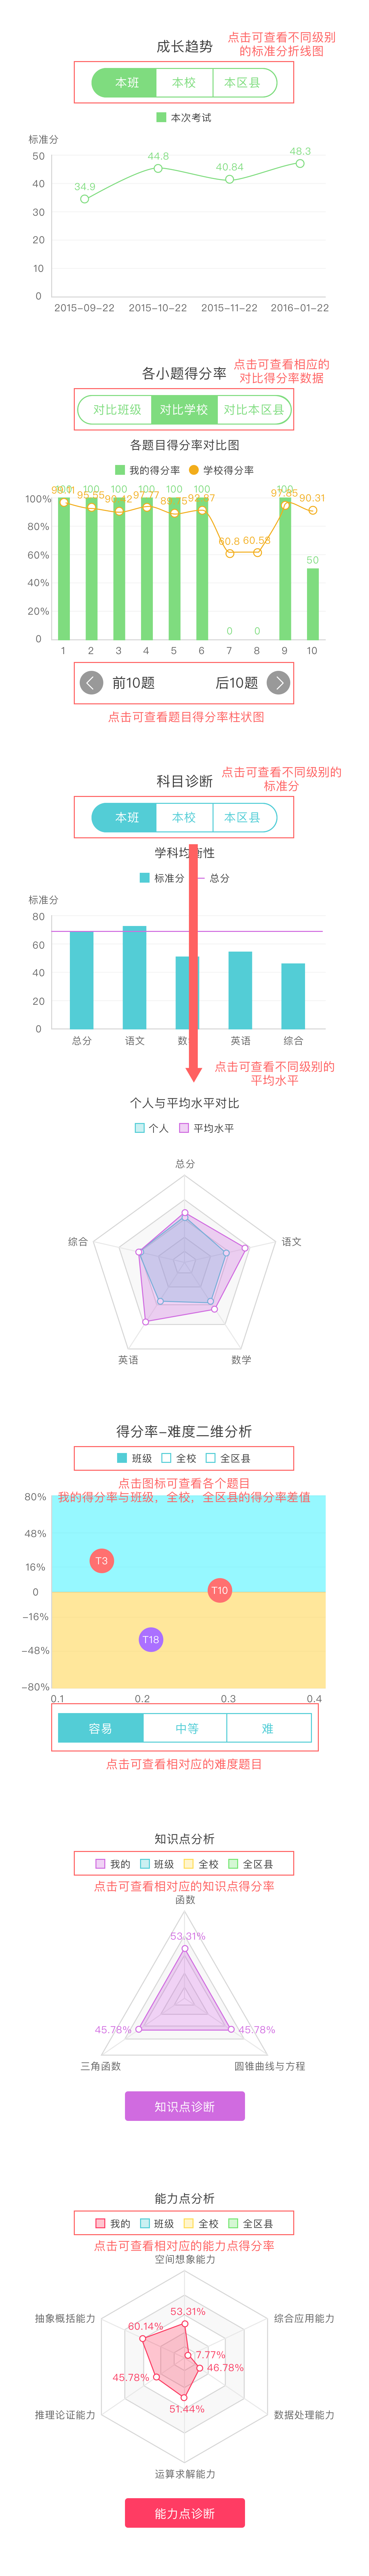 成长趋势
点击可查看不同级别
的标准分折线图
本班 本校 本区县
本次考试
标准分
50
44.8
48.3
40.84
40
34.9
30
20
10
0
2015-09-22 2015-10-22 2015-11-22 2016-01-22
各小题得分率
点击可查看相应的
对比得分率数据
对比班级 对比学校 对比本区县
各题目得分率对比图
我的得分率 学校得分率
100 100 100 100 100 100 100
100%
90.31
80%
60.8 60.53
60%
50
40%
20%
0 0
0
1 2 3 4 5 6 7 8 9 10
前10题 后10题
点击可查看题目得分率柱状图
科目诊断
点击可查看不同级别的
标准分
本班 本校 本区县
学科均衡性
标准分 总分
标准分
80
60
40
20
0
总分 语文 数学 英语 综合
点击可查看不同级别的
平均水平
个人与平均水平对比
个人 平均水平
总分
综合 语文
英语 数学
得分率-难度二维分析
班级 全校 全区县
点击图标可查看各个题目
我的得分率与班级，全校，全区县的得分率差值
80%
48%
16%
T3
0
T10
-16%
T18
-48%
-80%
0.1 0.2 0.3 0.4
容易 中等 难
点击可查看相对应的难度题目
知识点分析
我的 班级 全校 全区县
点击可查看相对应的知识点得分率
函数
53.31%
45.78% 45.78%
三角函数 圆锥曲线与方程
知识点诊断
能力点分析
我的 班级 全校 全区县
点击可查看相对应的能力点得分率
空间想象能力
53.31%
抽象概括能力 综合应用能力
60.14%
7.77%
45.78% 46.78%
51.44%
推理论证能力 数据处理能力
运算求解能力
能力点诊断